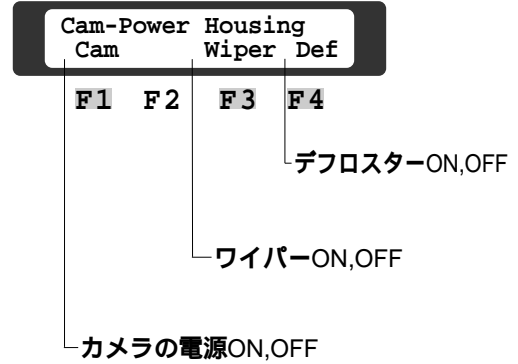 Cam-Power Housing
Cam Wiper Def
F1 F2 F3 F4
デフロスターON,OFF
ワイパーON,OFF
カメラの電源ON,OFF